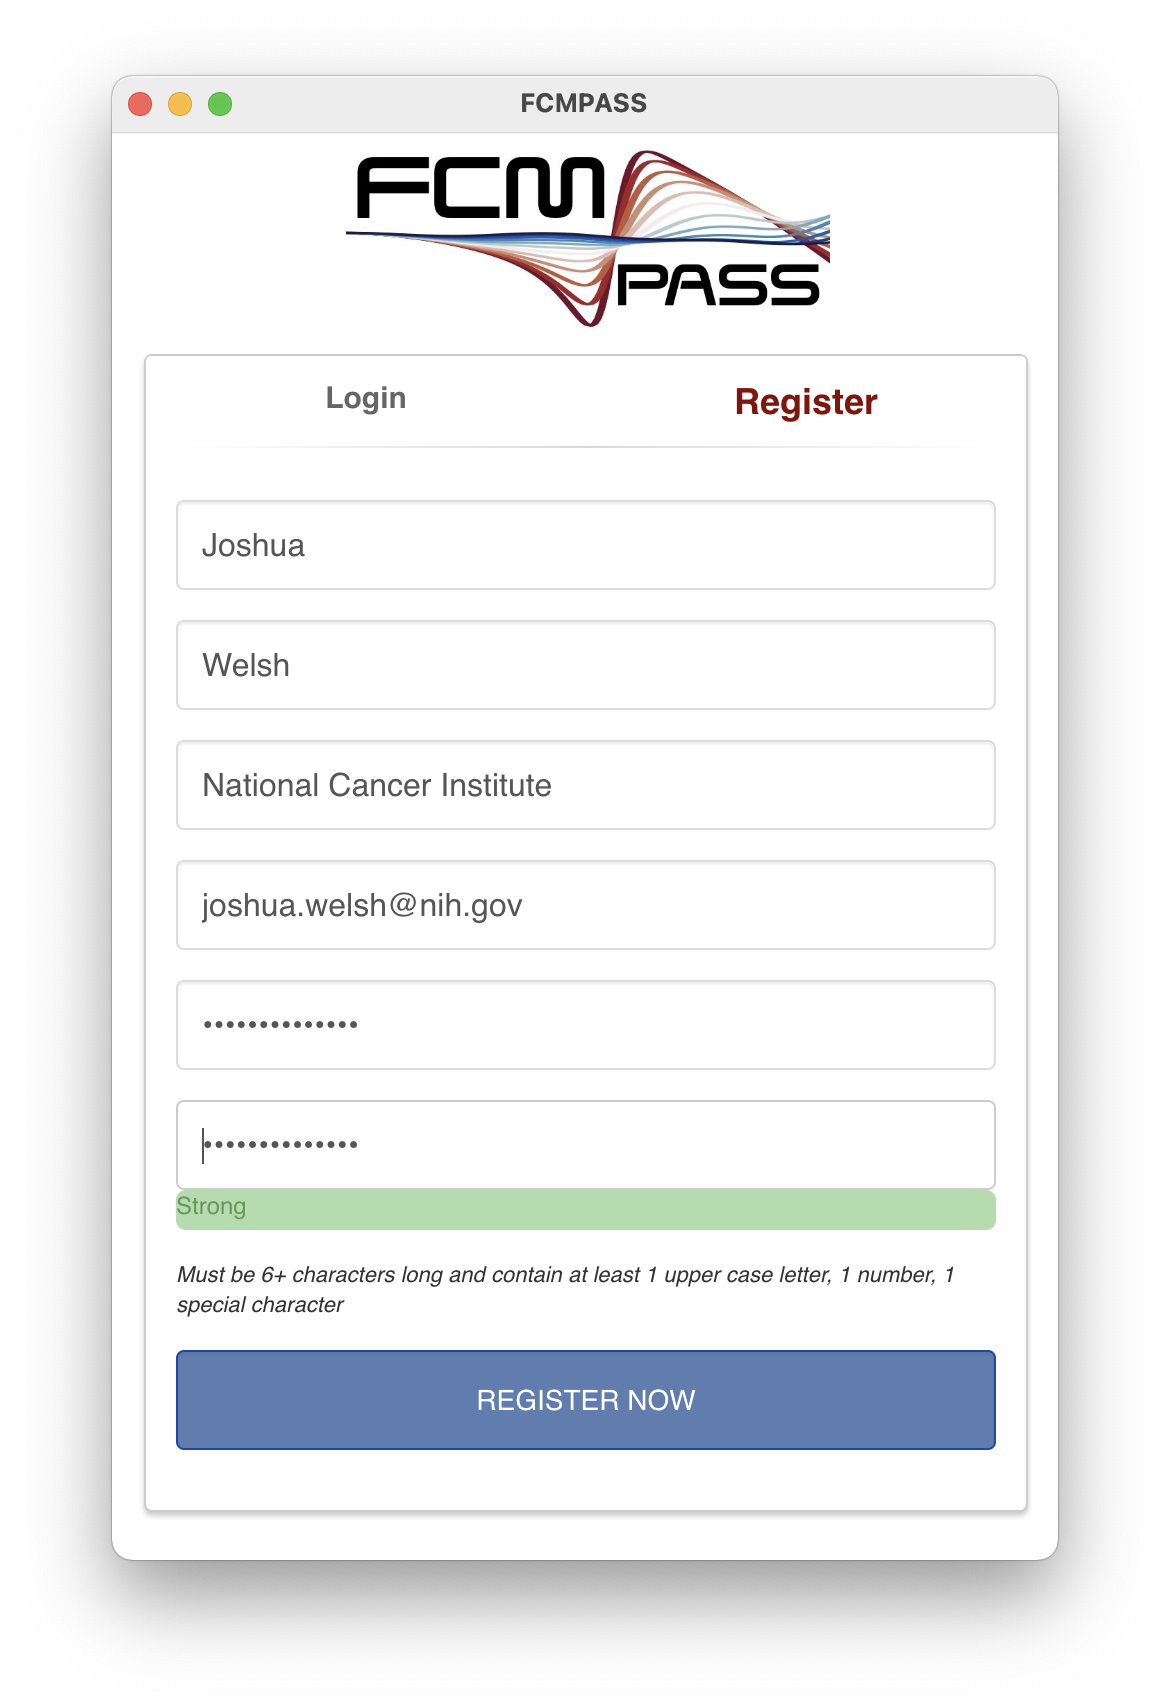 FCMPASS
FCM
PASS
Login
Register
Joshua
Welsh
National Cancer Institute
joshua.welsh@nih.gov
••••••••••••••
••••••••••••••
Strong
Must be 6+ characters long and contain at least 1 upper case letter, 1 number, 1
special character
REGISTER NOW